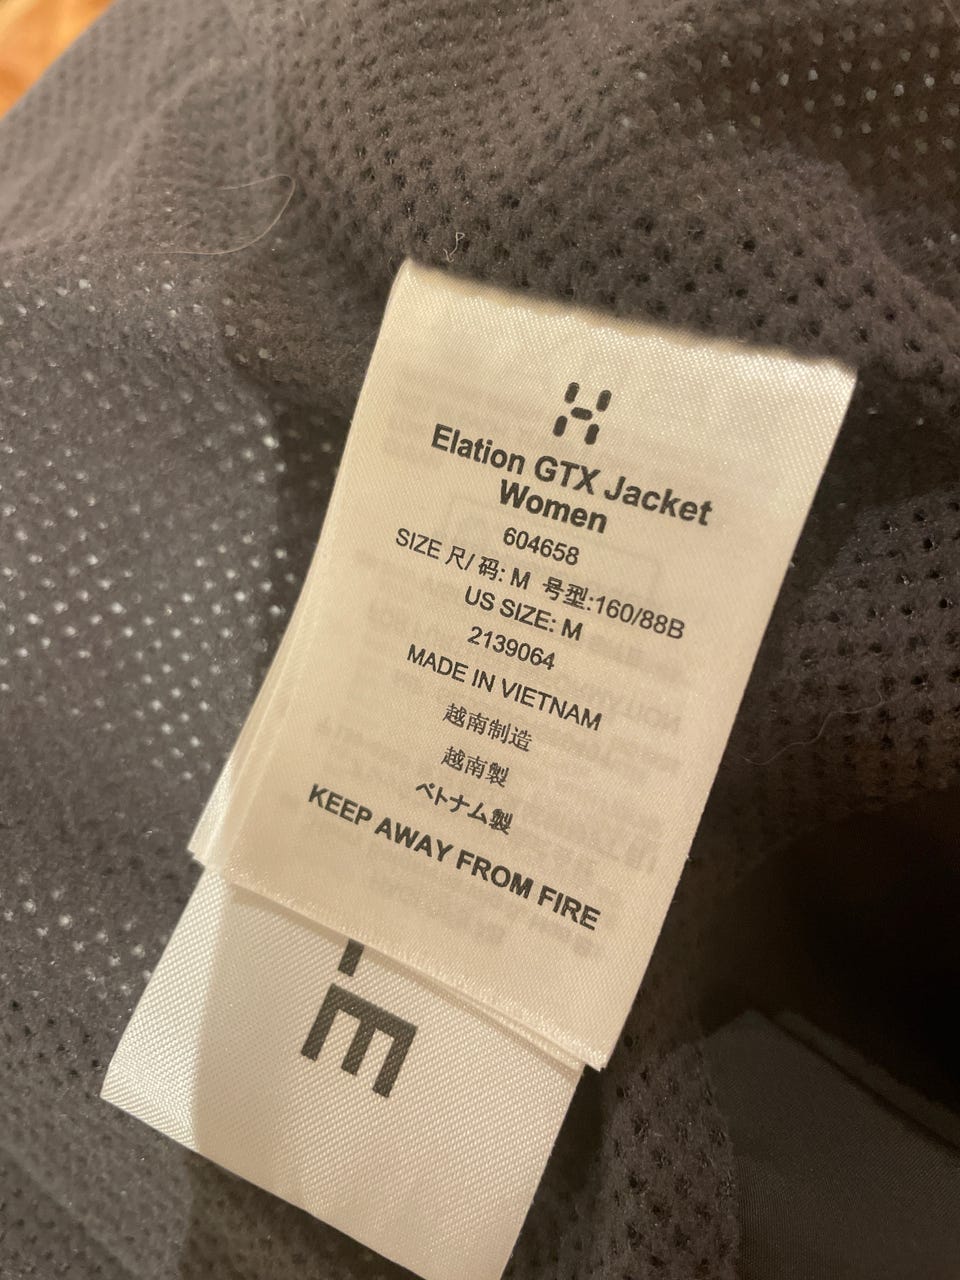 Elation GTX Jacket
Women
604658
SIZE 尺/ 码: M 号型:160/88B
US SIZE: M
2139064
MADE IN VIETNAM
越南制造
越南製
ベトナム製
KEEP AWAY FROM FIRE